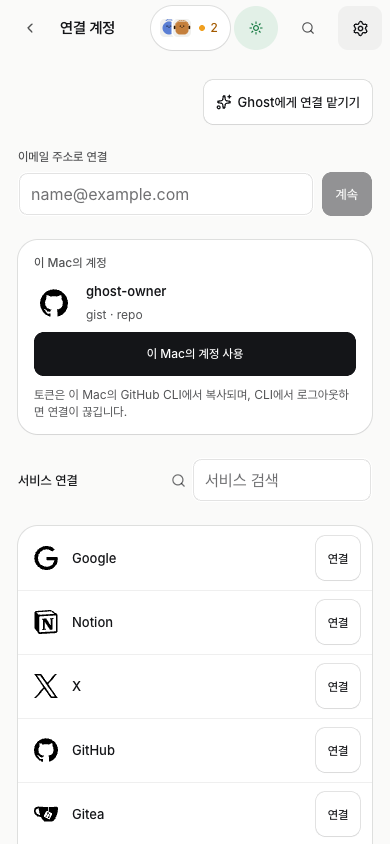 연결 계정
2
Ghost에게 연결 맡기기
이메일 주소로 연결
name@example.com
계속
이 Mac의 계정
ghost-owner
gist · repo
이 Mac의 계정 사용
토큰은 이 Mac의 GitHub CLI에서 복사되며, CLI에서 로그아웃하
면 연결이 끊깁니다.
서비스 연결
서비스 검색
Google
연결
Notion
연결
X
연결
GitHub
연결
Gitea
연결